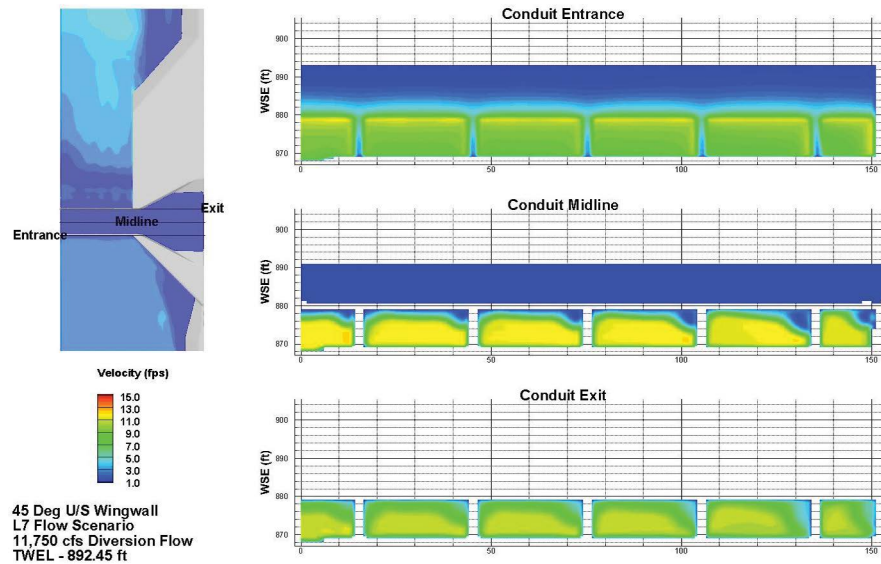 Conduit Entrance
WSE (ft)
900
890
880
870
0
50
100
150
Exit
Midline
Entrance
Conduit Midline
WSE (ft)
900
890
880
870
0
50
100
150
Velocity (fps)
15.0
13.0
11.0
9.0
7.0
5.0
3.0
1.0
Conduit Exit
WSE (ft)
900
890
880
870
0
50
100
150
45 Deg U/S Wingwall
L7 Flow Scenario
11,750 cfs Diversion Flow
TWEL - 892.45 ft